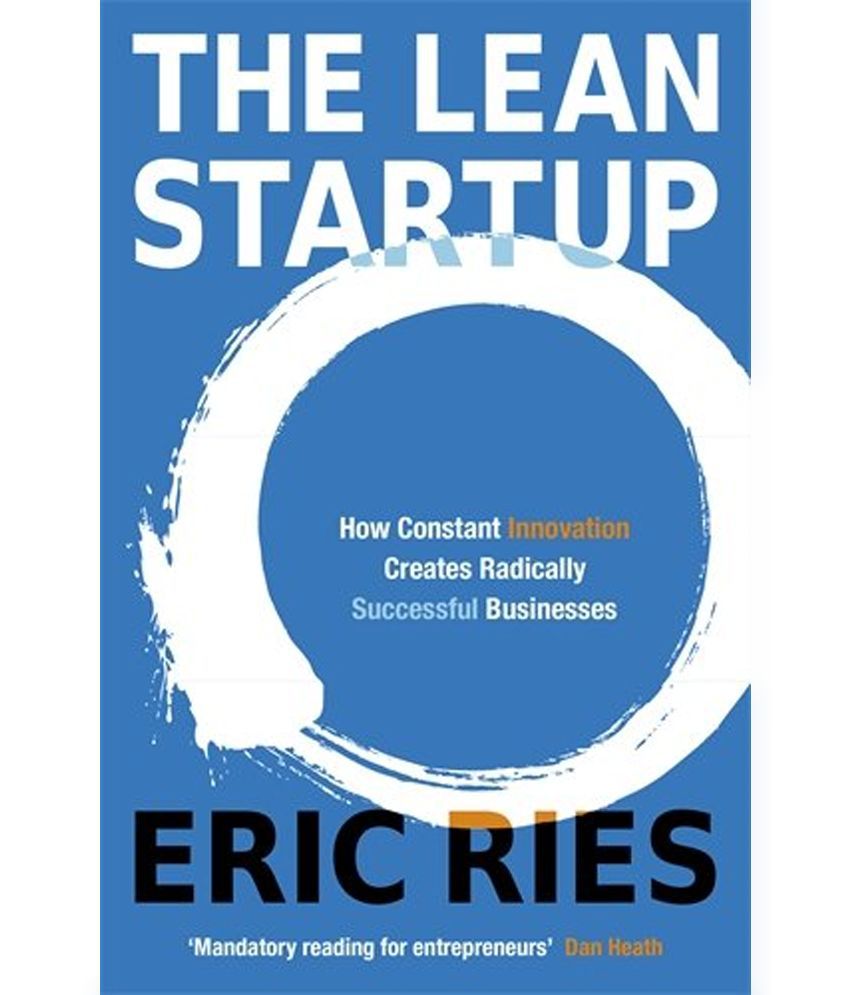 THE LEAN
STARTUP
How Constant Innovation
Creates Radically
Successful Businesses
ERIC RIES
‘Mandatory reading for entrepreneurs’ Dan Heath